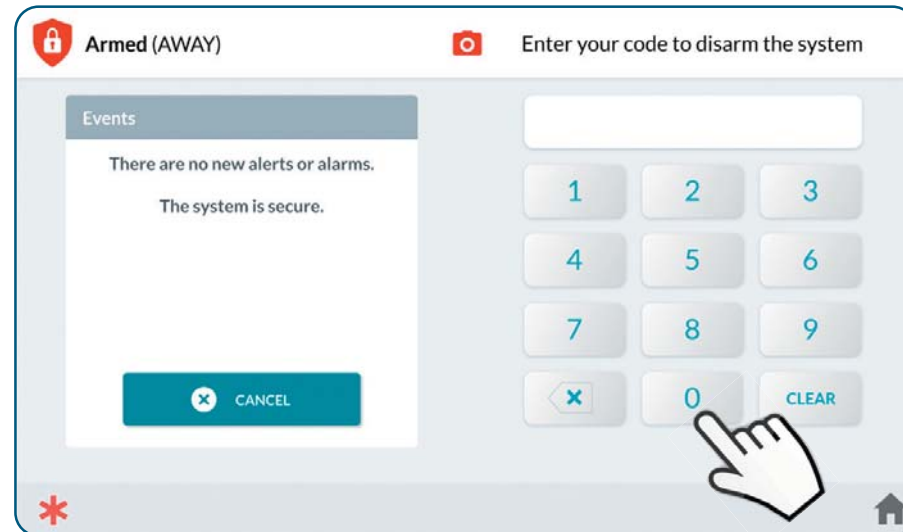 Armed (AWAY)
Enter your code to disarm the system
Events
There are no new alerts or alarms.
The system is secure.
CANCEL
1 2 3
4 5 6
7 8 9
0 CLEAR